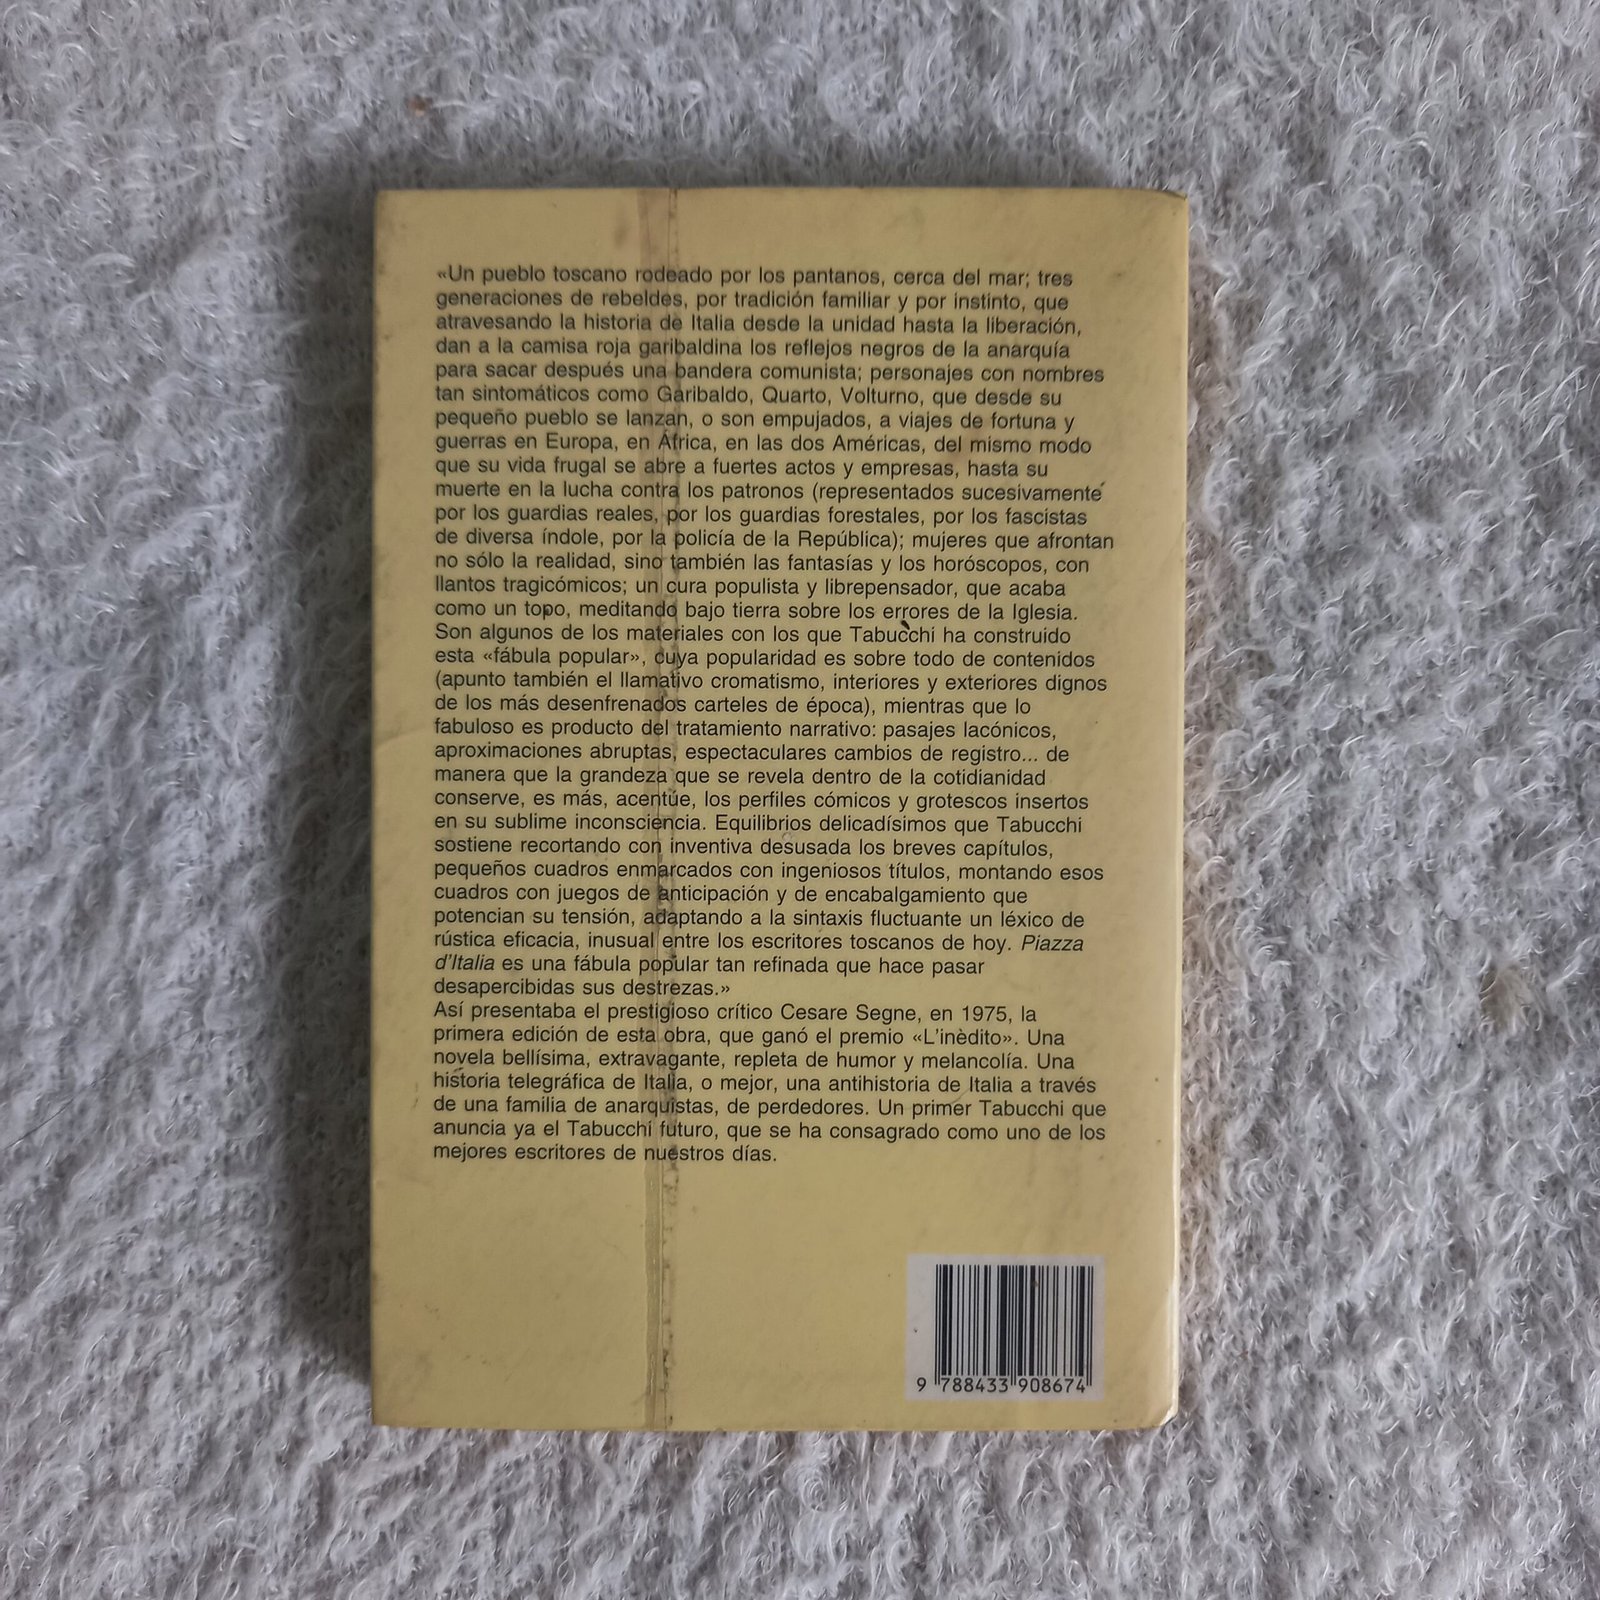 «Un pueblo toscano rodeado por los pantanos, cerca del mar; tres
generaciones de rebeldes, por tradición familiar y por instinto, que
atravesando la historia de Italia desde la unidad hasta la liberación,
dan a la camisa roja garibaldina los reflejos negros de la anarquía
para sacar después una bandera comunista; personajes con nombres
tan sintomáticos como Garibaldo, Quarto, Volturno, que desde su
pequeño pueblo se lanzan, o son empujados, a viajes de fortuna y
guerras en Europa, en África, en las dos Américas, del mismo modo
que su vida frugal se abre a fuertes actos y empresas, hasta su
muerte en la lucha contra los patronos (representados sucesivamente
por los guardias reales, por los guardias forestales, por los fascistas
de diversa índole, por la policía de la República); mujeres que afrontan
no sólo la realidad, sino también las fantasías y los horóscopos, con
llantos tragicómicos; un cura populista y librepensador, que acaba
como un topo, meditando bajo tierra sobre los errores de la Iglesia.
Son algunos de los materiales con los que Tabucchi ha construido
esta «fábula popular», cuya popularidad es sobre todo de contenidos
(apunto también el llamativo cromatismo, interiores y exteriores dignos
de los más desenfrenados carteles de época), mientras que lo
fabuloso es producto del tratamiento narrativo: pasajes lacónicos,
aproximaciones abruptas, espectaculares cambios de registro... de
manera que la grandeza que se revela dentro de la cotidianidad
conserve, es más, acentúe, los perfiles cómicos y grotescos insertos
en su sublime inconsciencia. Equilibrios delicadísimos que Tabucchi
sostiene recortando con inventiva desusada los breves capítulos,
pequeños cuadros enmarcados con ingeniosos títulos, montando esos
cuadros con juegos de anticipación y de encabalgamiento que
potencian su tensión, adaptando a la sintaxis fluctuante un léxico de
rústica eficacia, inusual entre los escritores toscanos de hoy. Piazza
d'Italia es una fábula popular tan refinada que hace pasar
desapercibidas sus destrezas.»
Así presentaba el prestigioso crítico Cesare Segne, en 1975, la
primera edición de esta obra, que ganó el premio «L'inèdito». Una
novela bellísima, extravagante, repleta de humor y melancolía. Una
historia telegráfica de Italia, o mejor, una antihistoria de Italia a través
de una familia de anarquistas, de perdedores. Un primer Tabucchi que
anuncia ya el Tabucchi futuro, que se ha consagrado como uno de los
mejores escritores de nuestros días.
9 788433 908674